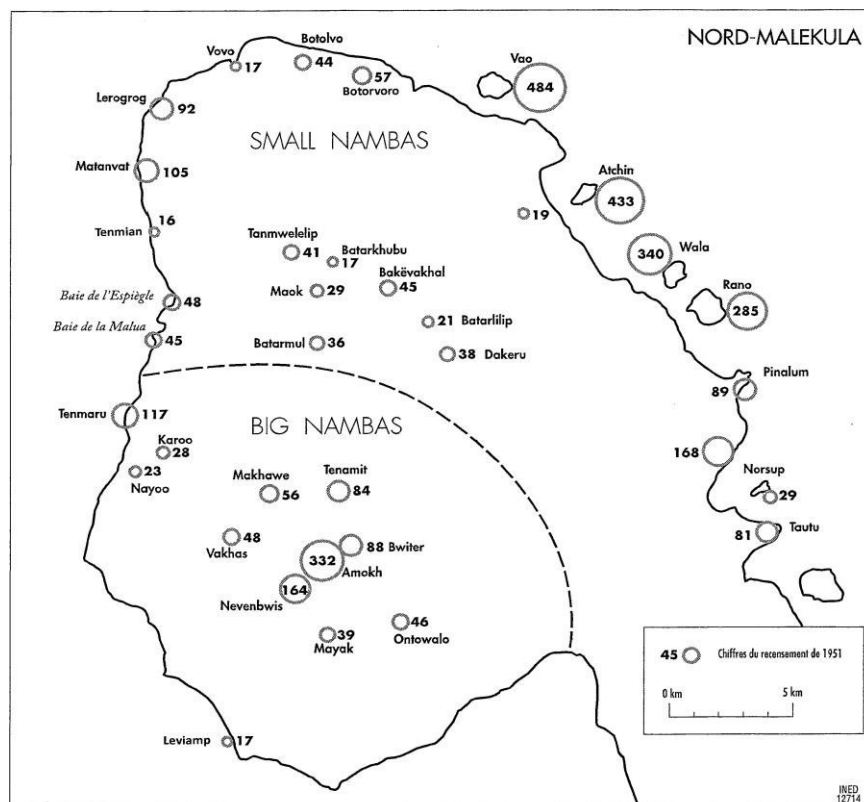 NORD-MALEKULA
Botolvo
Vovo
17
44
57
Botorvoro
Vao
484
Lerogrog
92
SMALL NAMBAS
Matanvat
105
Atchin
433
Tenmian
16
19
Tanmwelelip
41
Batarkhubu
17
Wala
340
Maok
29
Bakëvakhal
45
Rano
285
Baie de l'Espiègle
48
21 Batarlilip
Baie de la Malua
45
Batarmul
36
38 Dakeru
Pinalum
89
Tenmaru
117
BIG NAMBAS
Karoo
28
23
Nayoo
Makhawe
56
Tenamit
84
168
Norsup
29
Vakhas
48
88 Bwiter
332
Amokh
81
Tautu
164
Nevenbwis
39
Mayak
46
Ontowalo
Leviamp
17
45 Chiffres du recensement de 1951
0 km 5 km
INED
12714